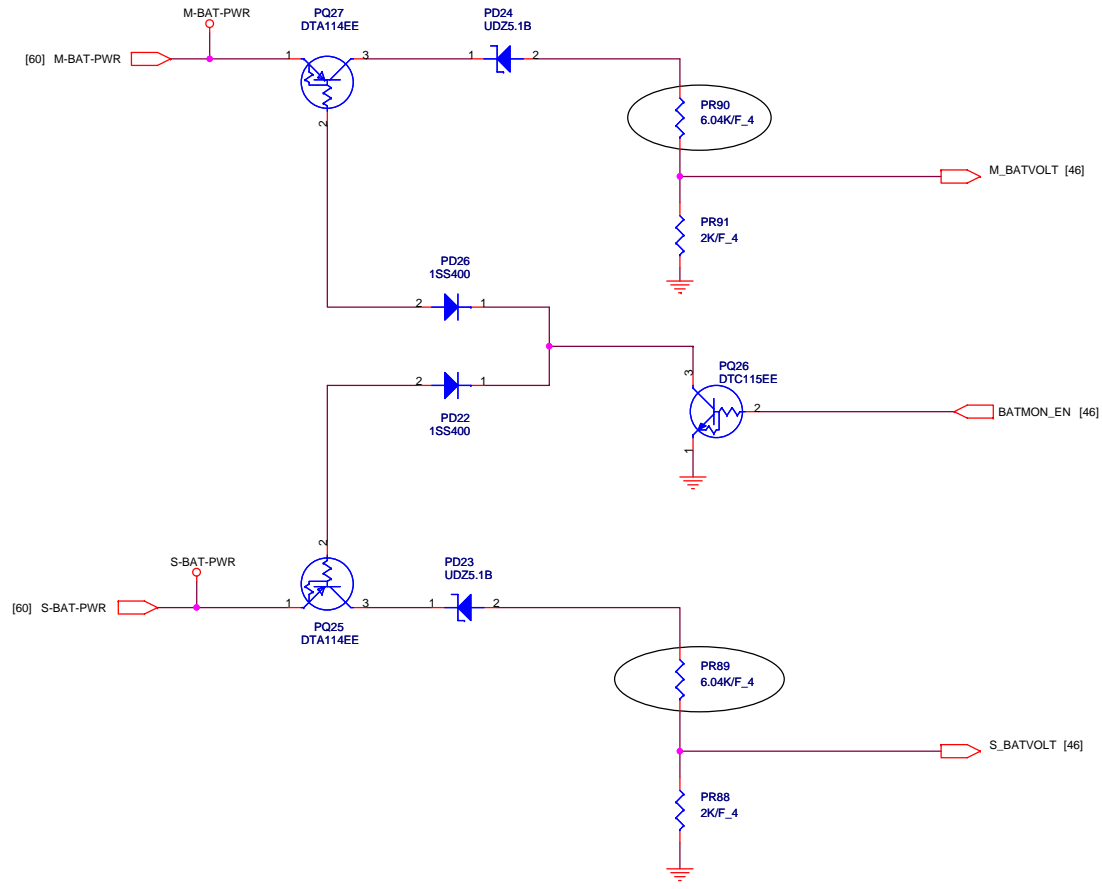 M-BAT-PWR
PQ27
DTA114EE
PD24
UDZ5.1B
[60] M-BAT-PWR
1
3
1
2
2
PR90
6.04K/F_4
M_BATVOLT [46]
PR91
2K/F_4
PD26
1SS400
2
1
PQ26
DTC115EE
3
2
1
BATMON_EN [46]
2
1
PD22
1SS400
2
S-BAT-PWR
PD23
UDZ5.1B
[60] S-BAT-PWR
1
3
1
2
PQ25
DTA114EE
PR89
6.04K/F_4
S_BATVOLT [46]
PR88
2K/F_4